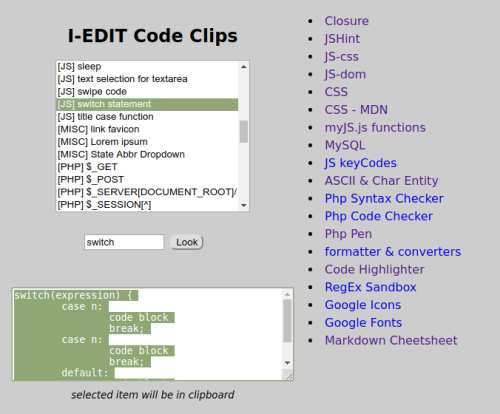 I-EDIT Code Clips
[JS] sleep
[JS] text selection for textarea
[JS] swipe code
[JS] switch statement
[JS] title case function
[MISC] link favicon
[MISC] Lorem ipsum
[MISC] State Abbr Dropdown
[PHP] $_GET
[PHP] $_POST
[PHP] $_SERVER[DOCUMENT_ROOT]/
[PHP] $_SESSION[^]
switch
Look
switch(expression) {
case n:
code block
break;
case n:
code block
break;
default:
selected item will be in clipboard
Closure
JSHint
JS-css
JS-dom
CSS
CSS - MDN
myJS.js functions
MySQL
JS keyCodes
ASCII & Char Entity
Php Syntax Checker
Php Code Checker
Php Pen
formatter & converters
Code Highlighter
RegEx Sandbox
Google Icons
Google Fonts
Markdown Cheetsheet